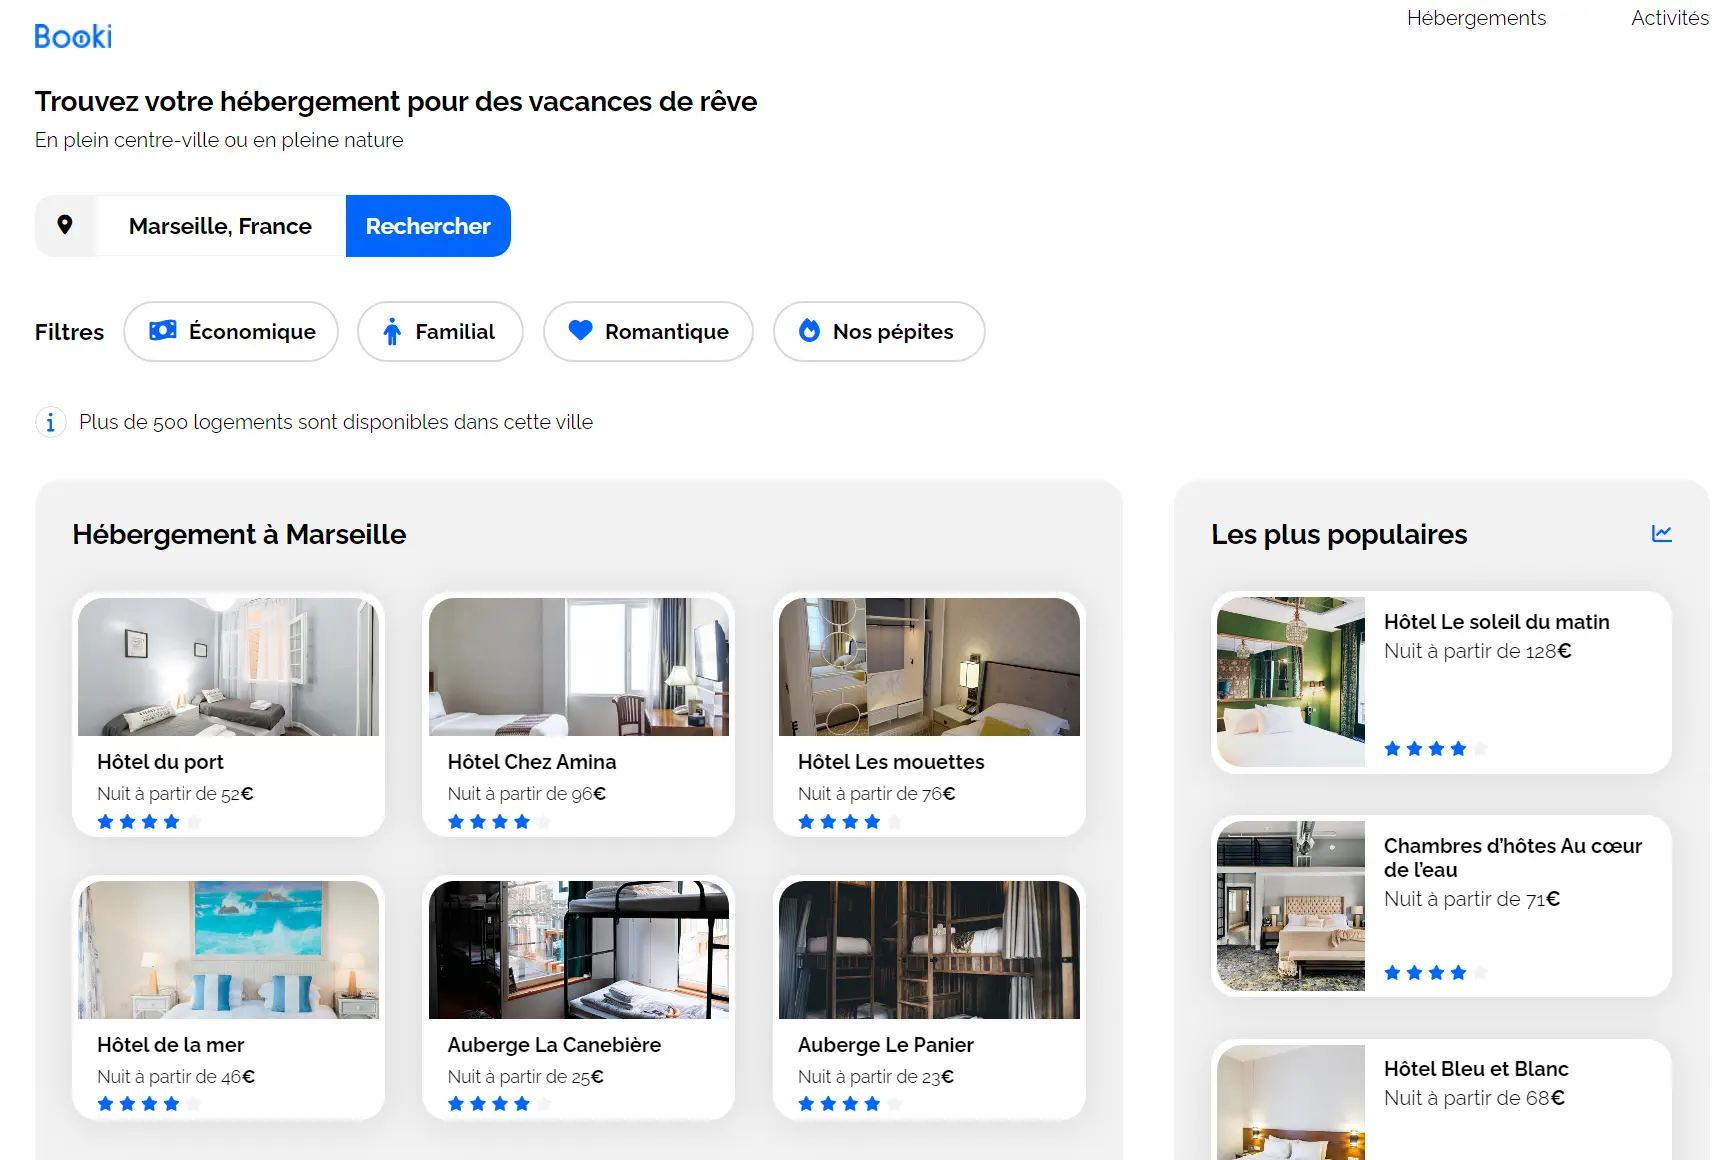 Booki
Hébergements
Activités
Trouvez votre hébergement pour des vacances de rêve
En plein centre-ville ou en pleine nature
Marseille, France
Rechercher
Filtres
Économique
Familial
Romantique
Nos pépites
Plus de 500 logements sont disponibles dans cette ville
Hébergement à Marseille
Hôtel du port
Nuit à partir de 52€
Hôtel Chez Amina
Nuit à partir de 96€
Hôtel Les mouettes
Nuit à partir de 76€
Hôtel de la mer
Nuit à partir de 46€
Auberge La Canebière
Nuit à partir de 25€
Auberge Le Panier
Nuit à partir de 23€
Les plus populaires
Hôtel Le soleil du matin
Nuit à partir de 128€
Chambres d’hôtes Au cœur
de l’eau
Nuit à partir de 71€
Hôtel Bleu et Blanc
Nuit à partir de 68€